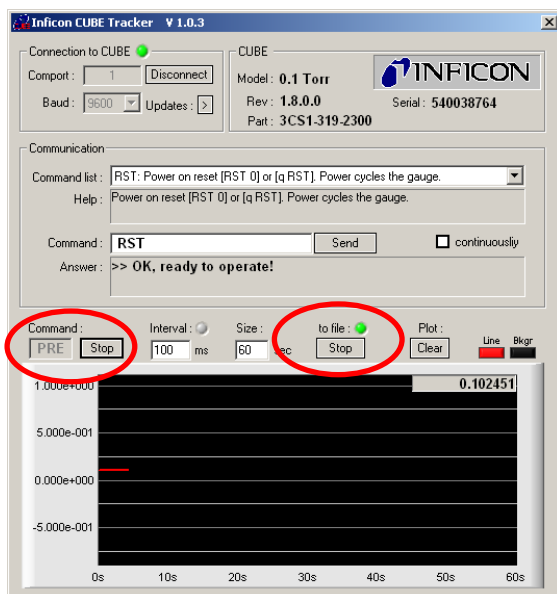 Inficon CUBE Tracker V 1.0.3
Connection to CUBE
Comport : 1 Disconnect
Baud : 9600 Updates : >
CUBE
INFICON
Model : 0.1 Torr
Rev : 1.8.0.0 Serial : 540038764
Part : 3CS1-319-2300
Communication
Command list : RST: Power on reset [RST 0] or [q RST]. Power cycles the gauge.
Help : Power on reset [RST 0] or [q RST]. Power cycles the gauge.
Command : RST Send continuousliy
Answer : >> OK, ready to operate!
Command : Interval : Size : to file : Plot : Line Bkgr
PRE Stop 100 ms 60 sec Stop Clear
0.102451
1.000e+000
5.000e-001
0.000e+000
-5.000e-001
0s 10s 20s 30s 40s 50s 60s